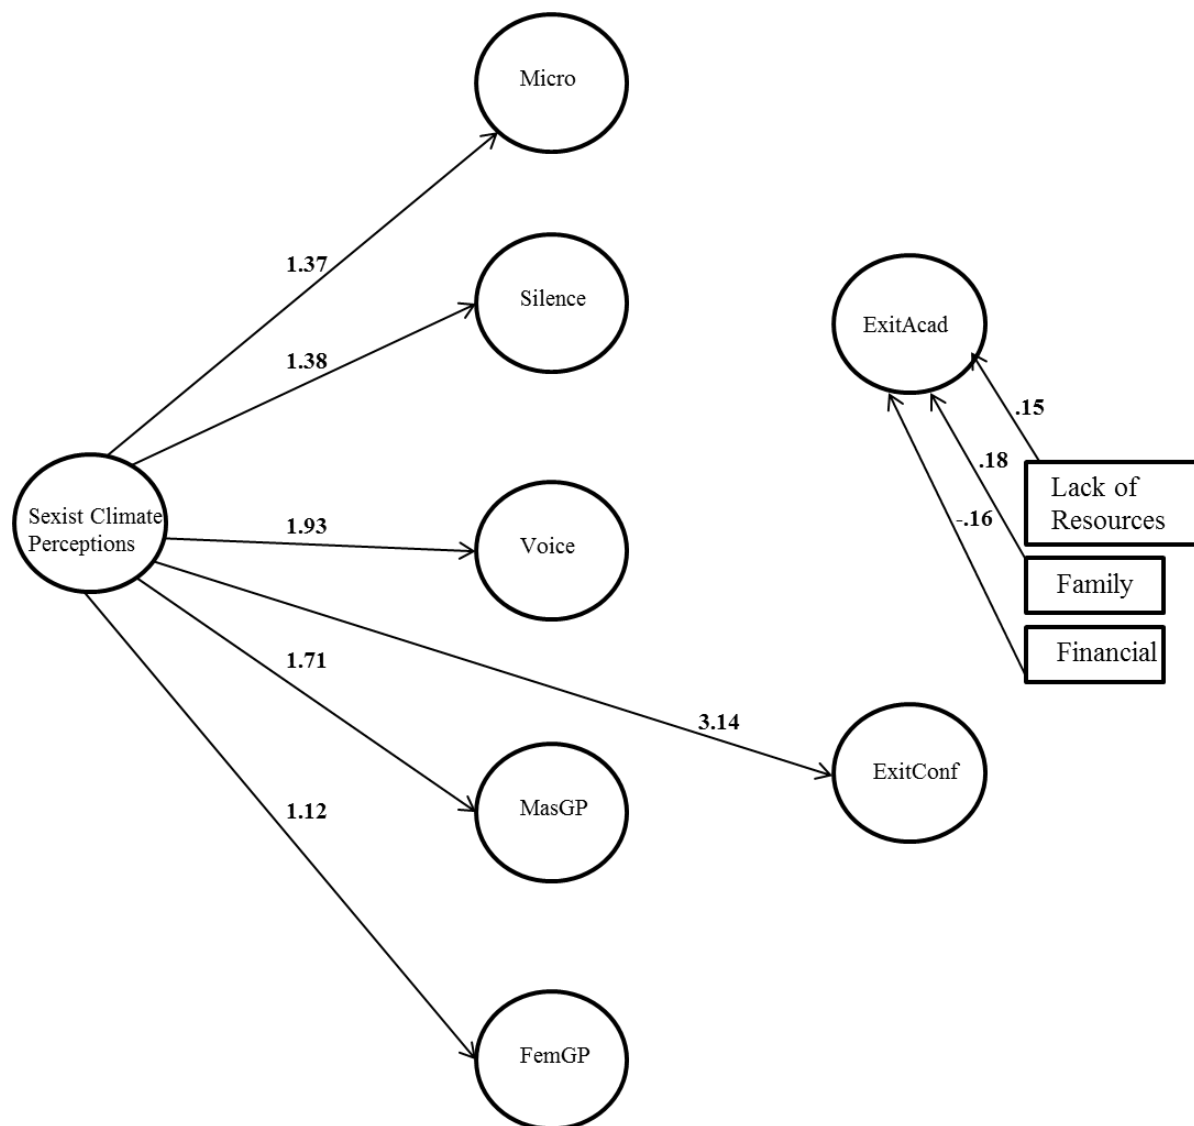 Micro
1.37
Silence
1.38
ExitAcad
.15
.18
-.16
Lack of
Resources
Family
Financial
Sexist Climate
Perceptions
1.93
Voice
1.71
3.14
ExitConf
MasGP
1.12
FemGP